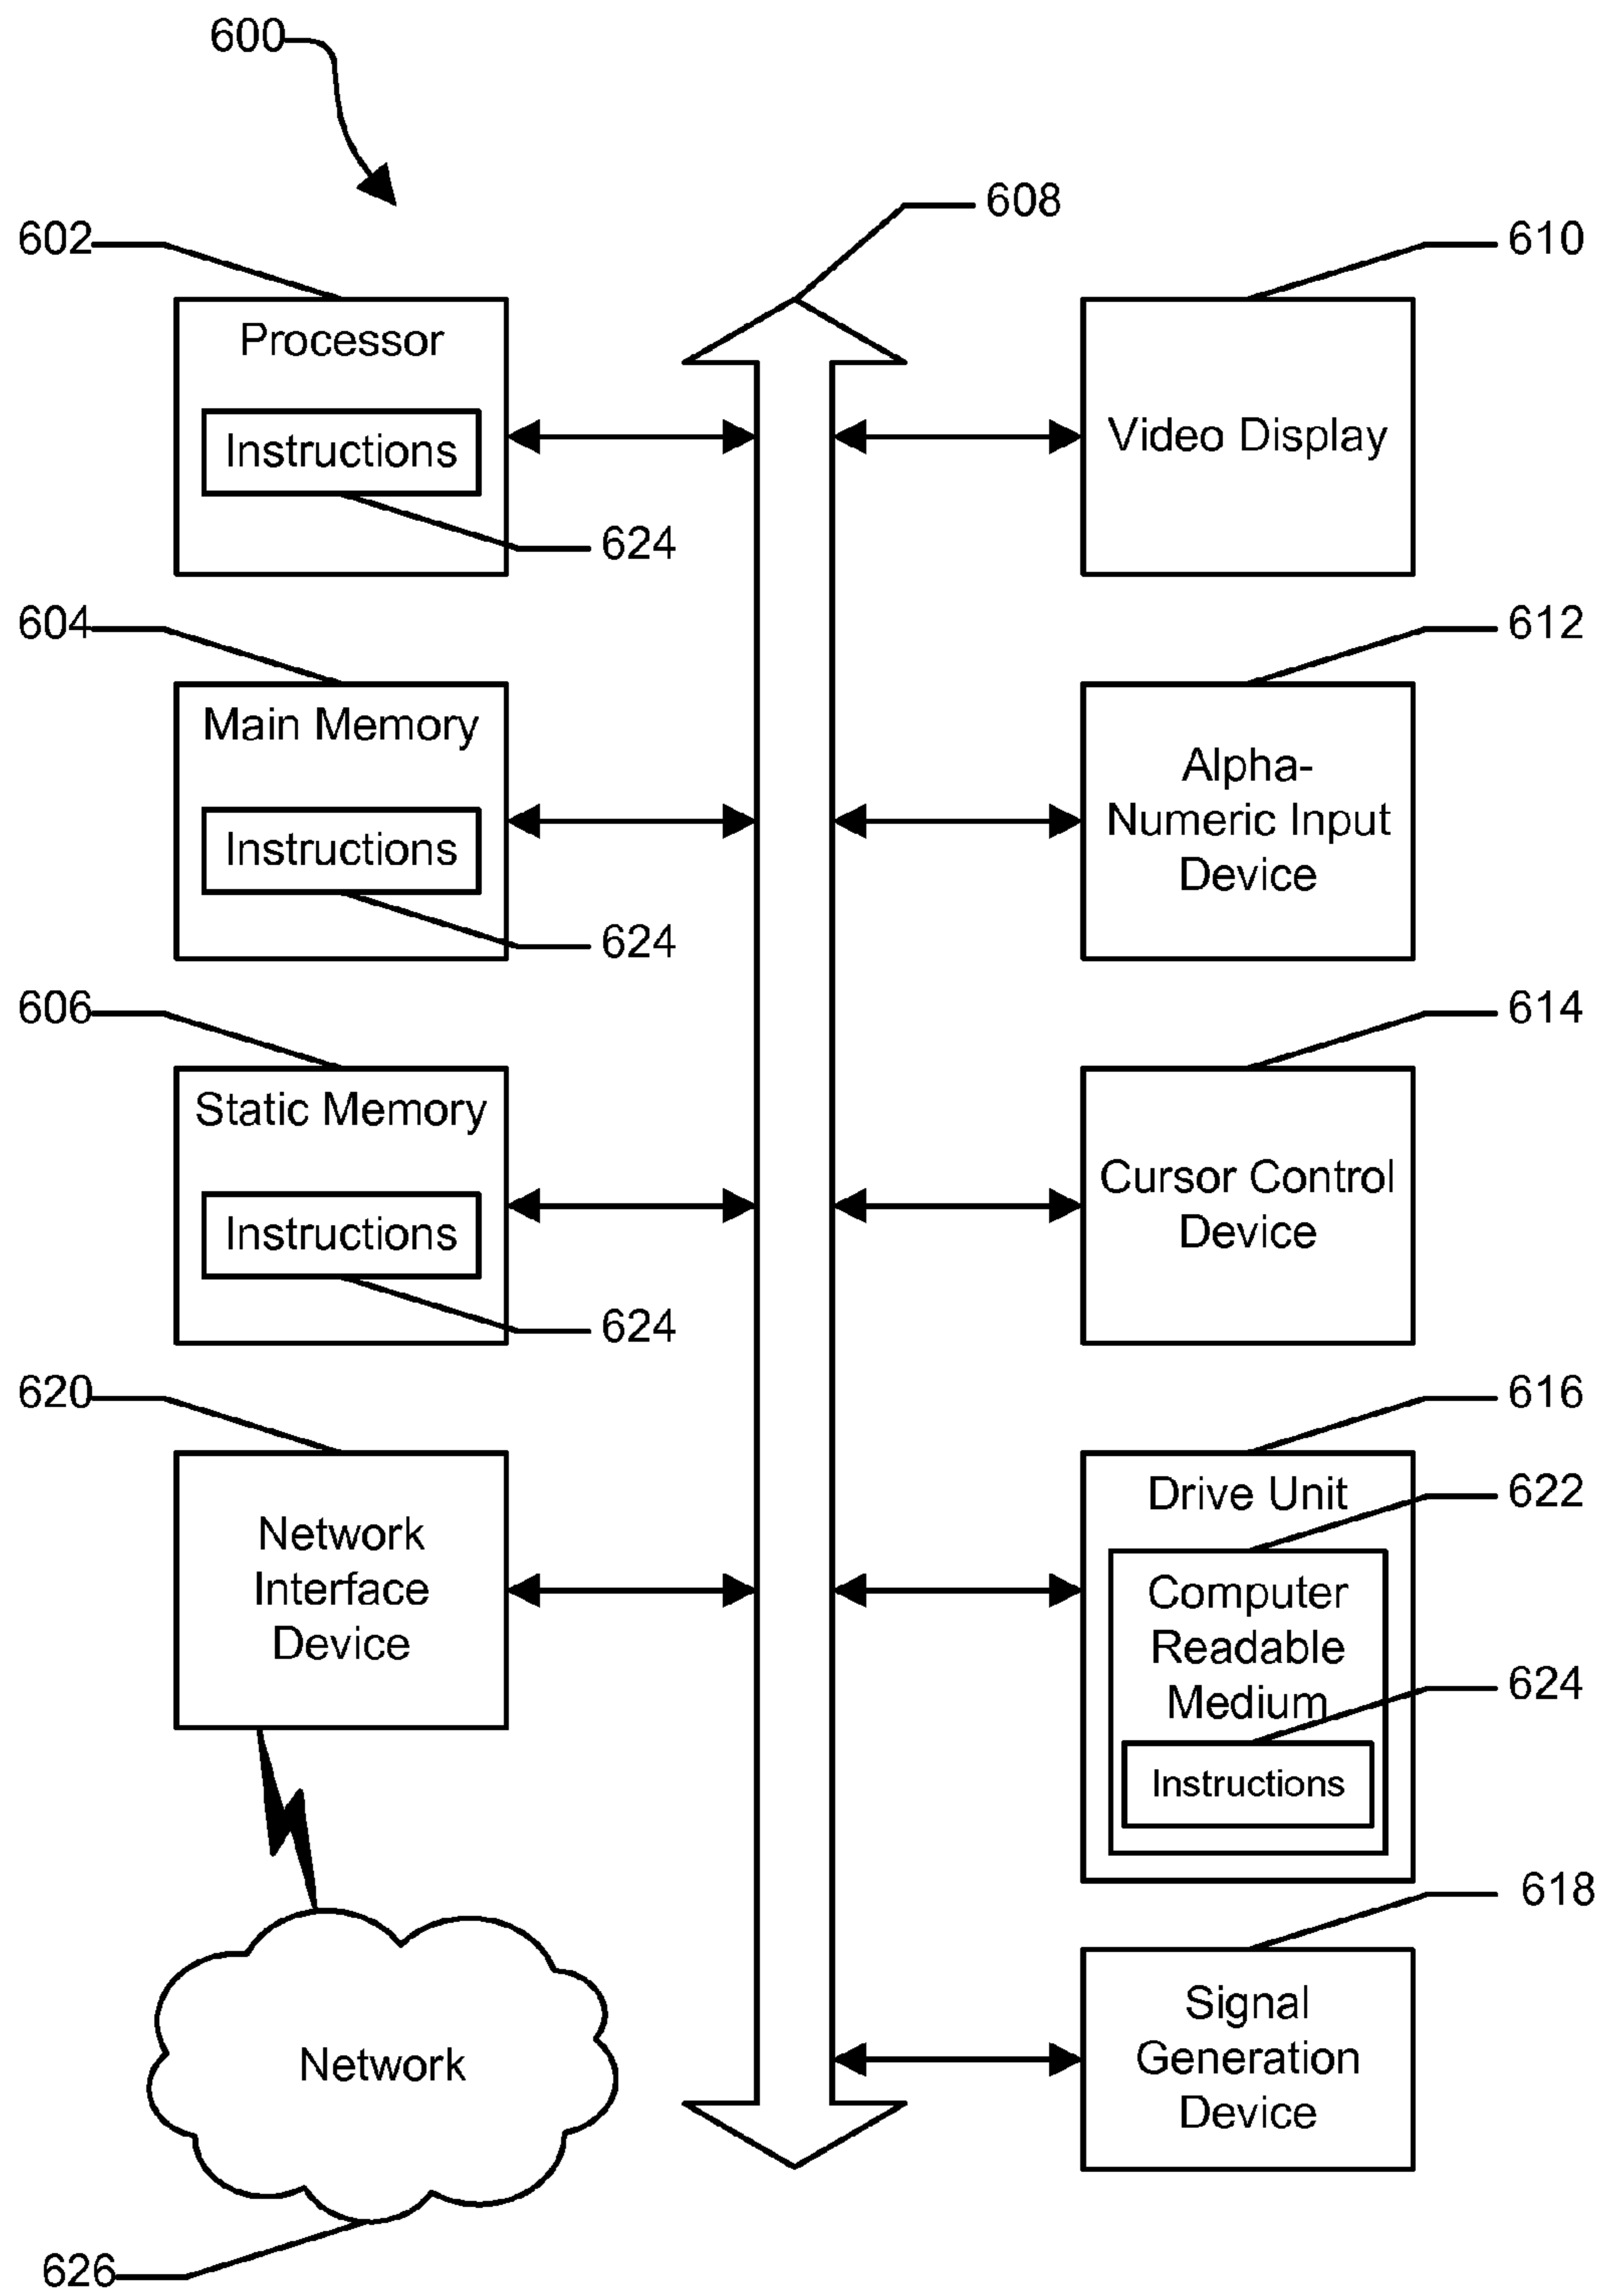 600
608
602
610
Processor
Instructions
Video Display
624
604
612
Main Memory
Instructions
Alpha-
Numeric Input
Device
624
606
614
Static Memory
Instructions
Cursor Control
Device
624
620
616
Network
Interface
Device
Drive Unit
622
Computer
Readable
Medium
624
Instructions
618
Signal
Generation
Device
Network
626